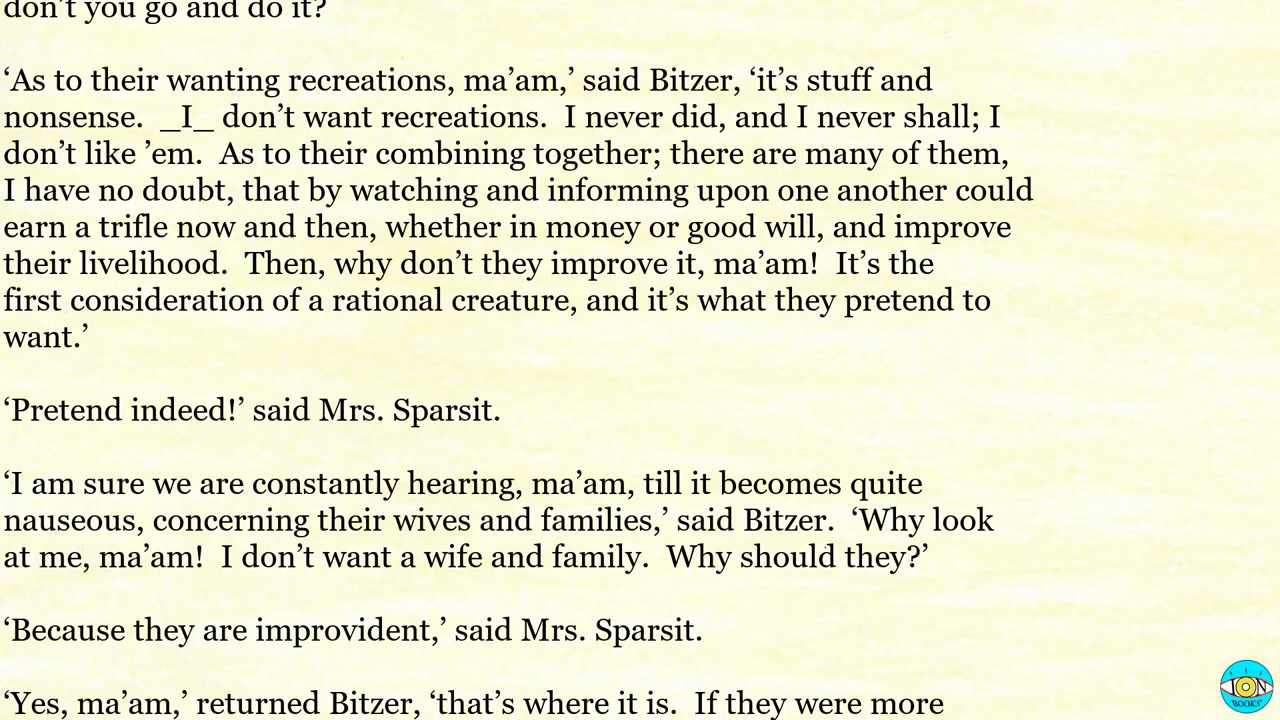 don’t you go and do it?
‘As to their wanting recreations, ma’am,’ said Bitzer, ‘it’s stuff and
nonsense.  _I_ don’t want recreations.  I never did, and I never shall; I
don’t like ’em.  As to their combining together; there are many of them,
I have no doubt, that by watching and informing upon one another could
earn a trifle now and then, whether in money or good will, and improve
their livelihood.  Then, why don’t they improve it, ma’am!  It’s the
first consideration of a rational creature, and it’s what they pretend to
want.’
‘Pretend indeed!’ said Mrs. Sparsit.
‘I am sure we are constantly hearing, ma’am, till it becomes quite
nauseous, concerning their wives and families,’ said Bitzer.  ‘Why look
at me, ma’am!  I don’t want a wife and family.  Why should they?’
‘Because they are improvident,’ said Mrs. Sparsit.
‘Yes, ma’am,’ returned Bitzer, ‘that’s where it is.  If they were more
ION
BOOKS